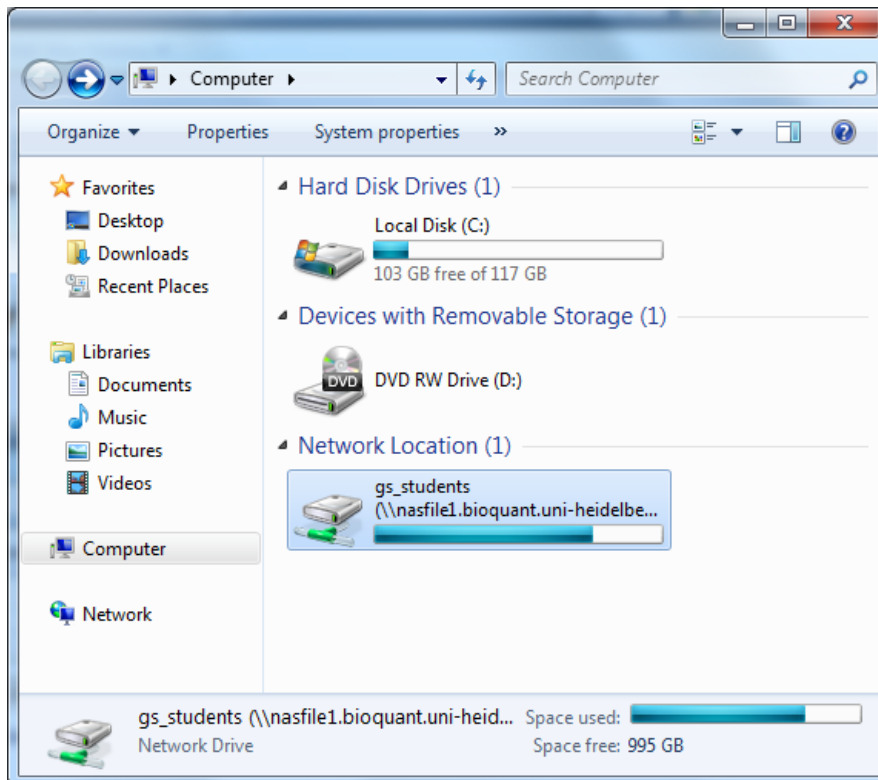 Computer
Search Computer
Organize Properties System properties »
Favorites
Desktop
Downloads
Recent Places
Libraries
Documents
Music
Pictures
Videos
Computer
Network
Hard Disk Drives (1)
Local Disk (C:)
103 GB free of 117 GB
Devices with Removable Storage (1)
DVD
DVD RW Drive (D:)
Network Location (1)
gs_students
(\\nasfile1.bioquant.uni-heidelbe...
gs_students (\\nasfile1.bioquant.uni-heid... Space used:
Network Drive Space free: 995 GB